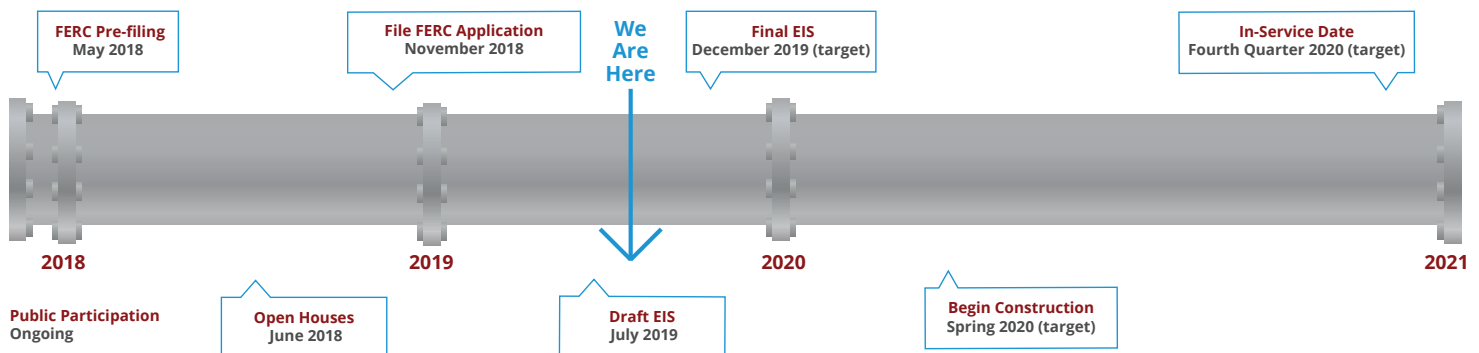 FERC Pre-filing
May 2018
File FERC Application
November 2018
We
Are
Here
Final EIS
December 2019 (target)
In-Service Date
Fourth Quarter 2020 (target)
2018
2019
2020
2021
Public Participation
Ongoing
Open Houses
June 2018
Draft EIS
July 2019
Begin Construction
Spring 2020 (target)